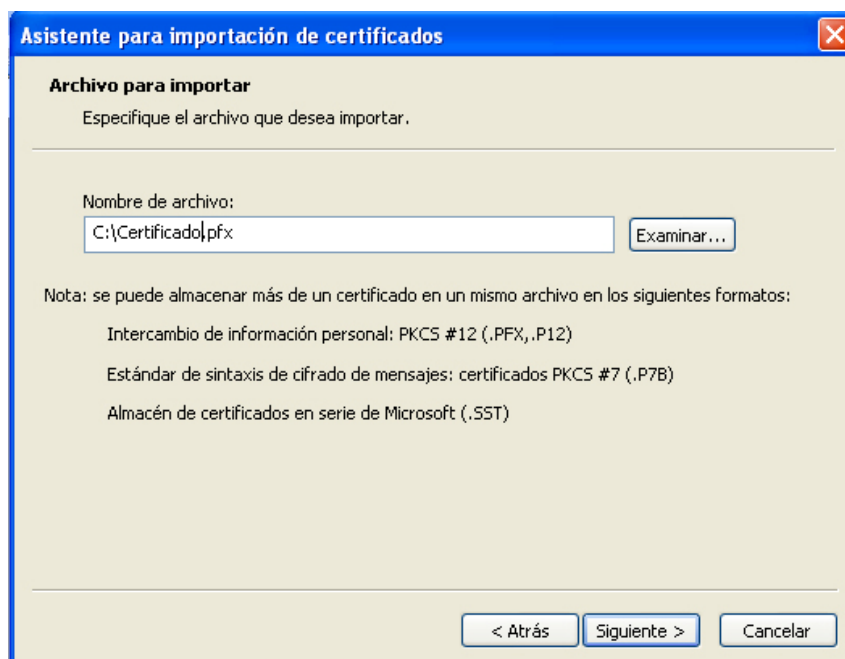 Asistente para importación de certificados
Archivo para importar
Especifique el archivo que desea importar.
Nombre de archivo:
C:\Certificado.pfx
Examinar...
Nota: se puede almacenar más de un certificado en un mismo archivo en los siguientes formatos:
Intercambio de información personal: PKCS #12 (.PFX,.P12)
Estándar de sintaxis de cifrado de mensajes: certificados PKCS #7 (.P7B)
Almacén de certificados en serie de Microsoft (.SST)
< Atrás Siguiente > Cancelar